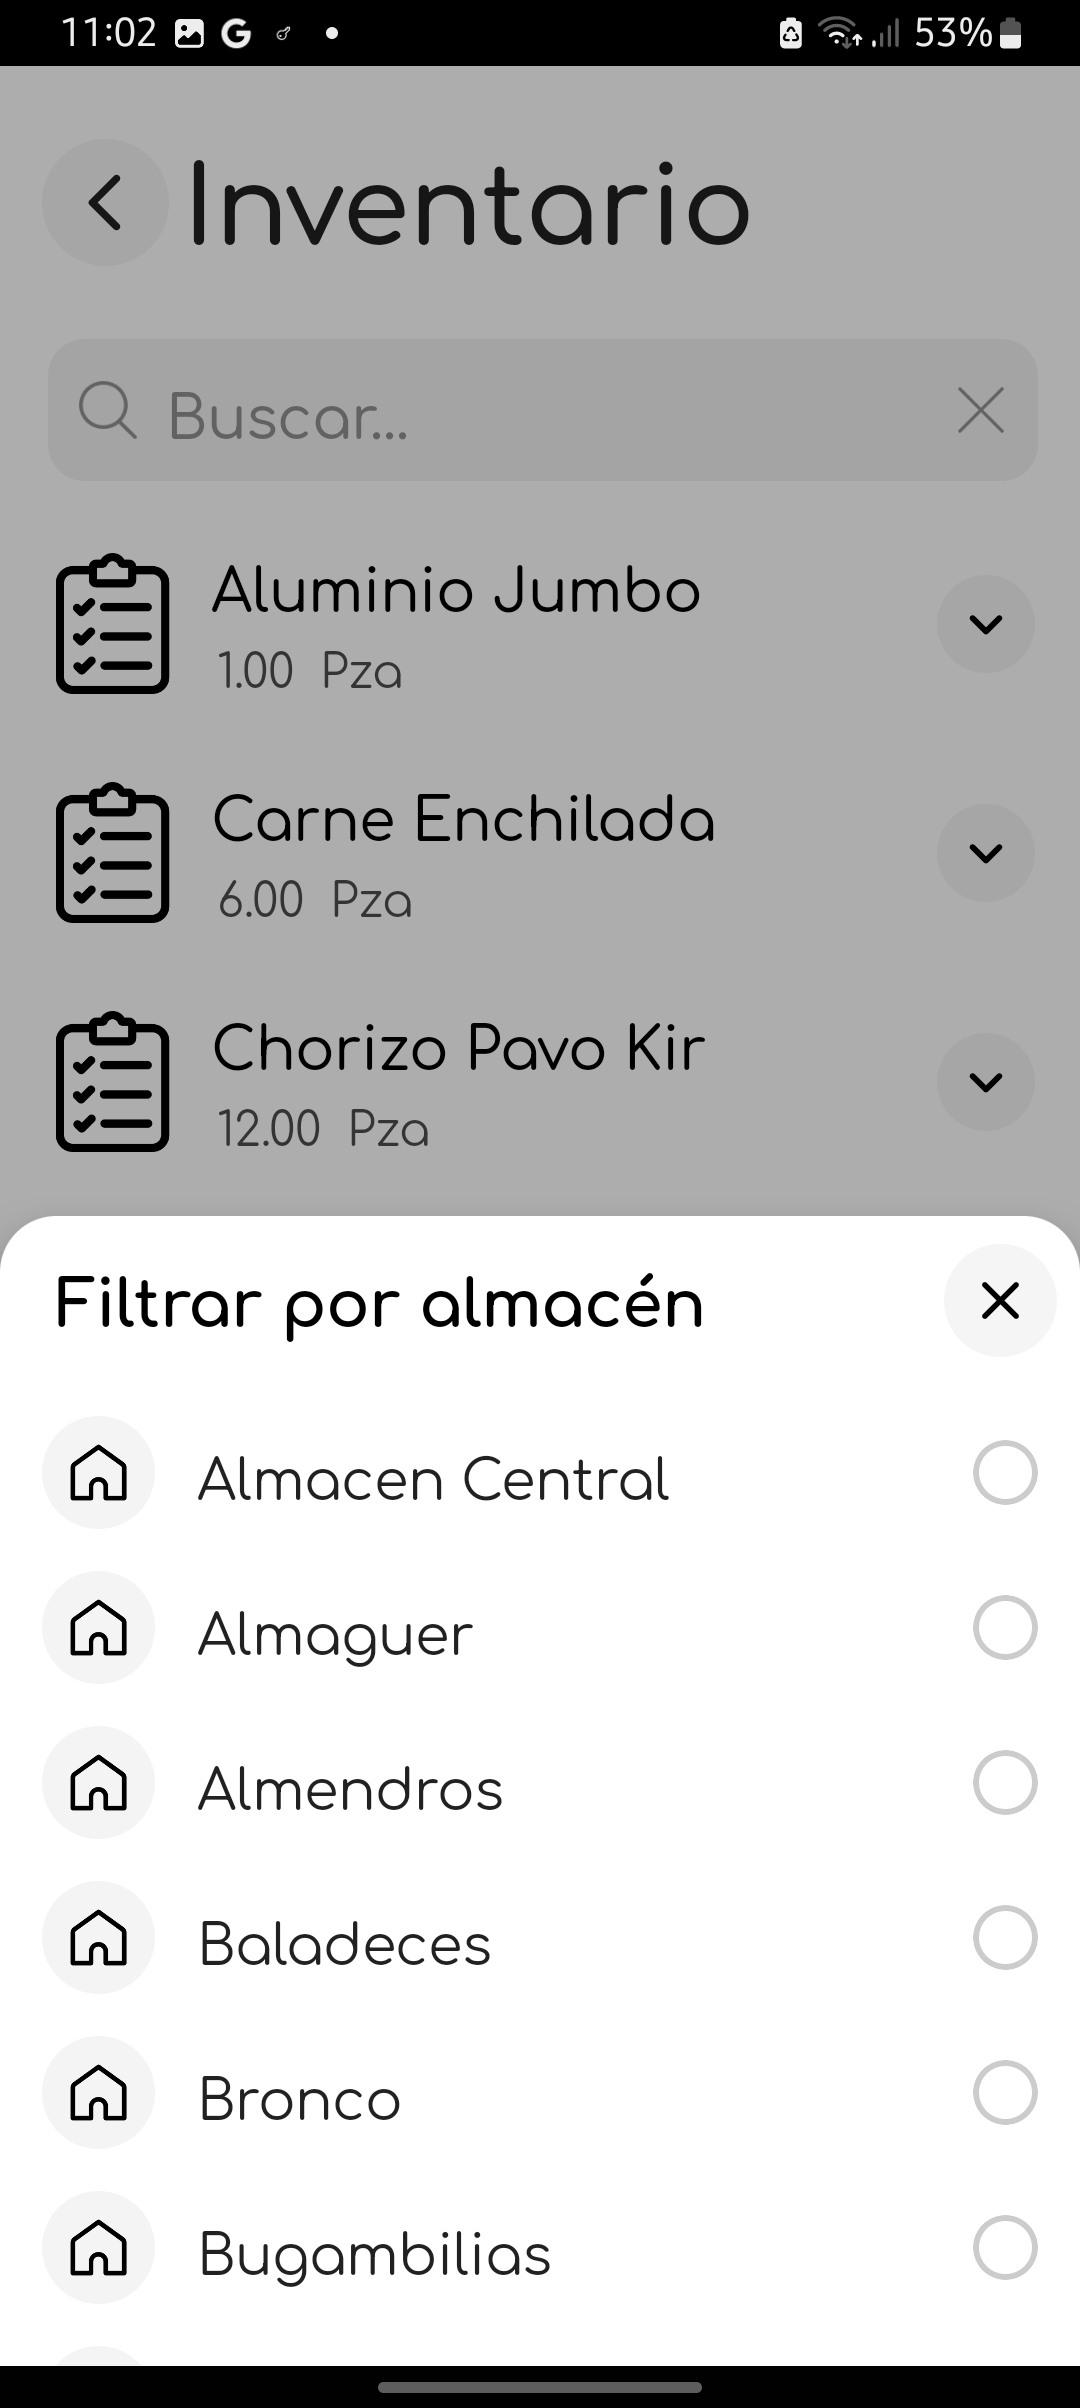 11:02
53%
Inventario
Buscar...
Aluminio Jumbo
1.00 Pza
Carne Enchilada
6.00 Pza
Chorizo Pavo Kir
12.00 Pza
Filtrar por almacén
Almacen Central
Almaguer
Almendros
Baladeces
Bronco
Bugambilias